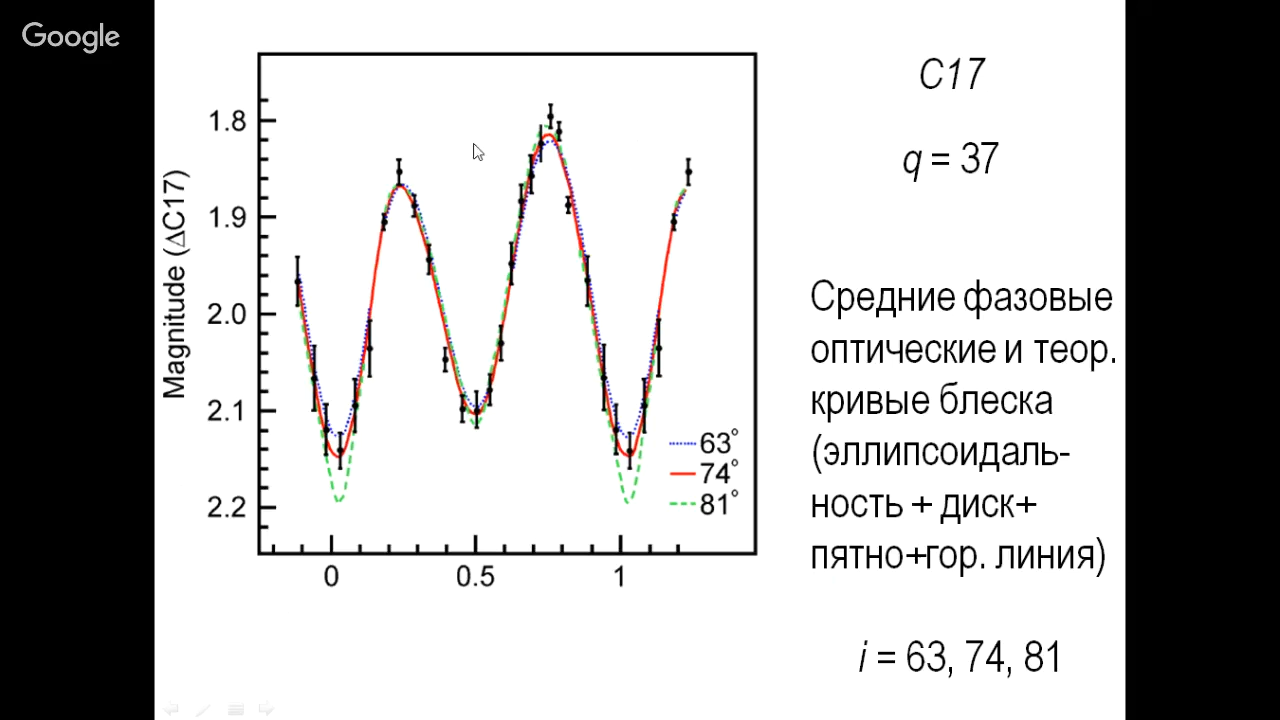 Google
C17
q = 37
Средние фазовые
оптические и теор.
кривые блеска
(эллипсоидаль-
ность + диск+
пятно+гор. линия)
i = 63, 74, 81
Magnitude (ΔC17)
1.8
1.9
2.0
2.1
2.2
63°
74°
81°
0 0.5 1